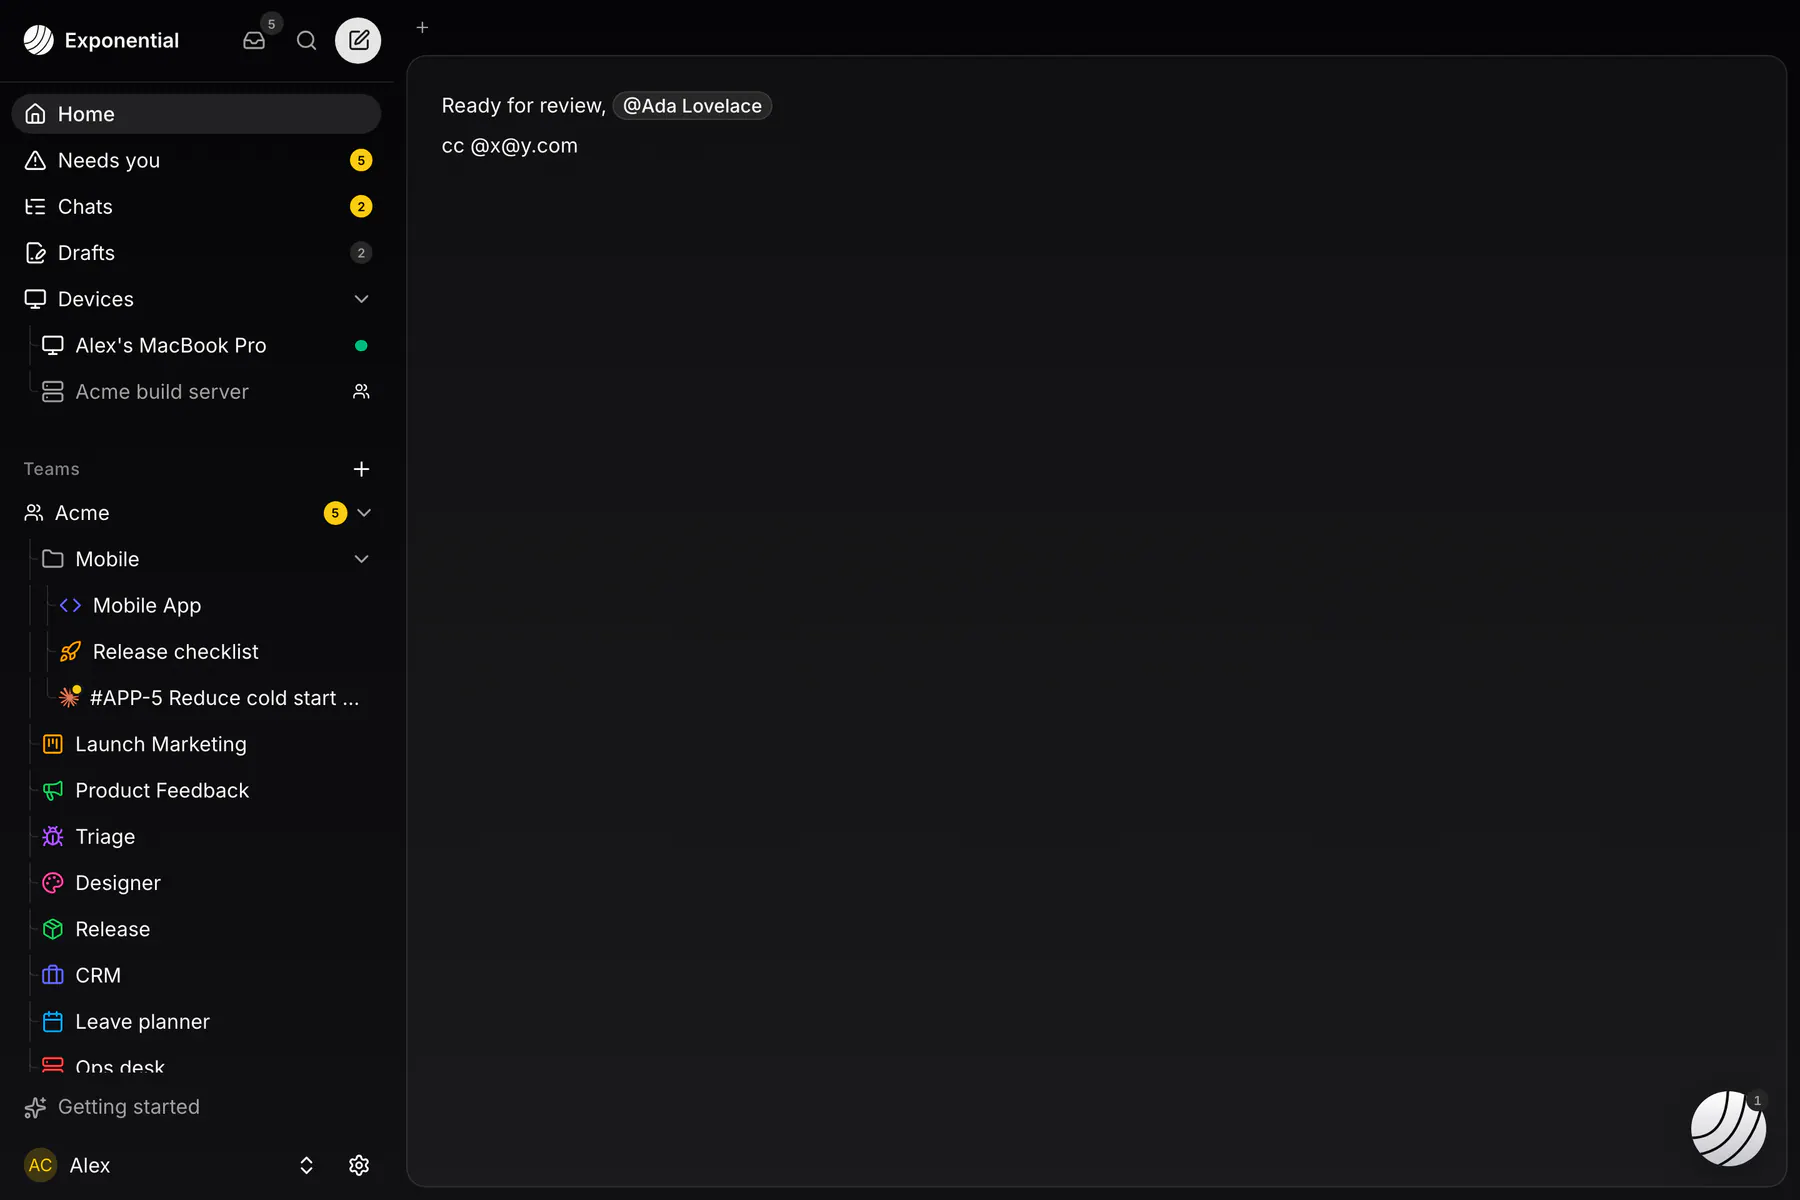 Exponential
5
Home
Needs you
5
Chats
2
Drafts
2
Devices
Alex's MacBook Pro
Acme build server
Teams
Acme
5
Mobile
Mobile App
Release checklist
#APP-5 Reduce cold start ...
Launch Marketing
Product Feedback
Triage
Designer
Release
CRM
Leave planner
Ops desk
Getting started
AC
Alex
Ready for review, @Ada Lovelace
cc @x@y.com
1